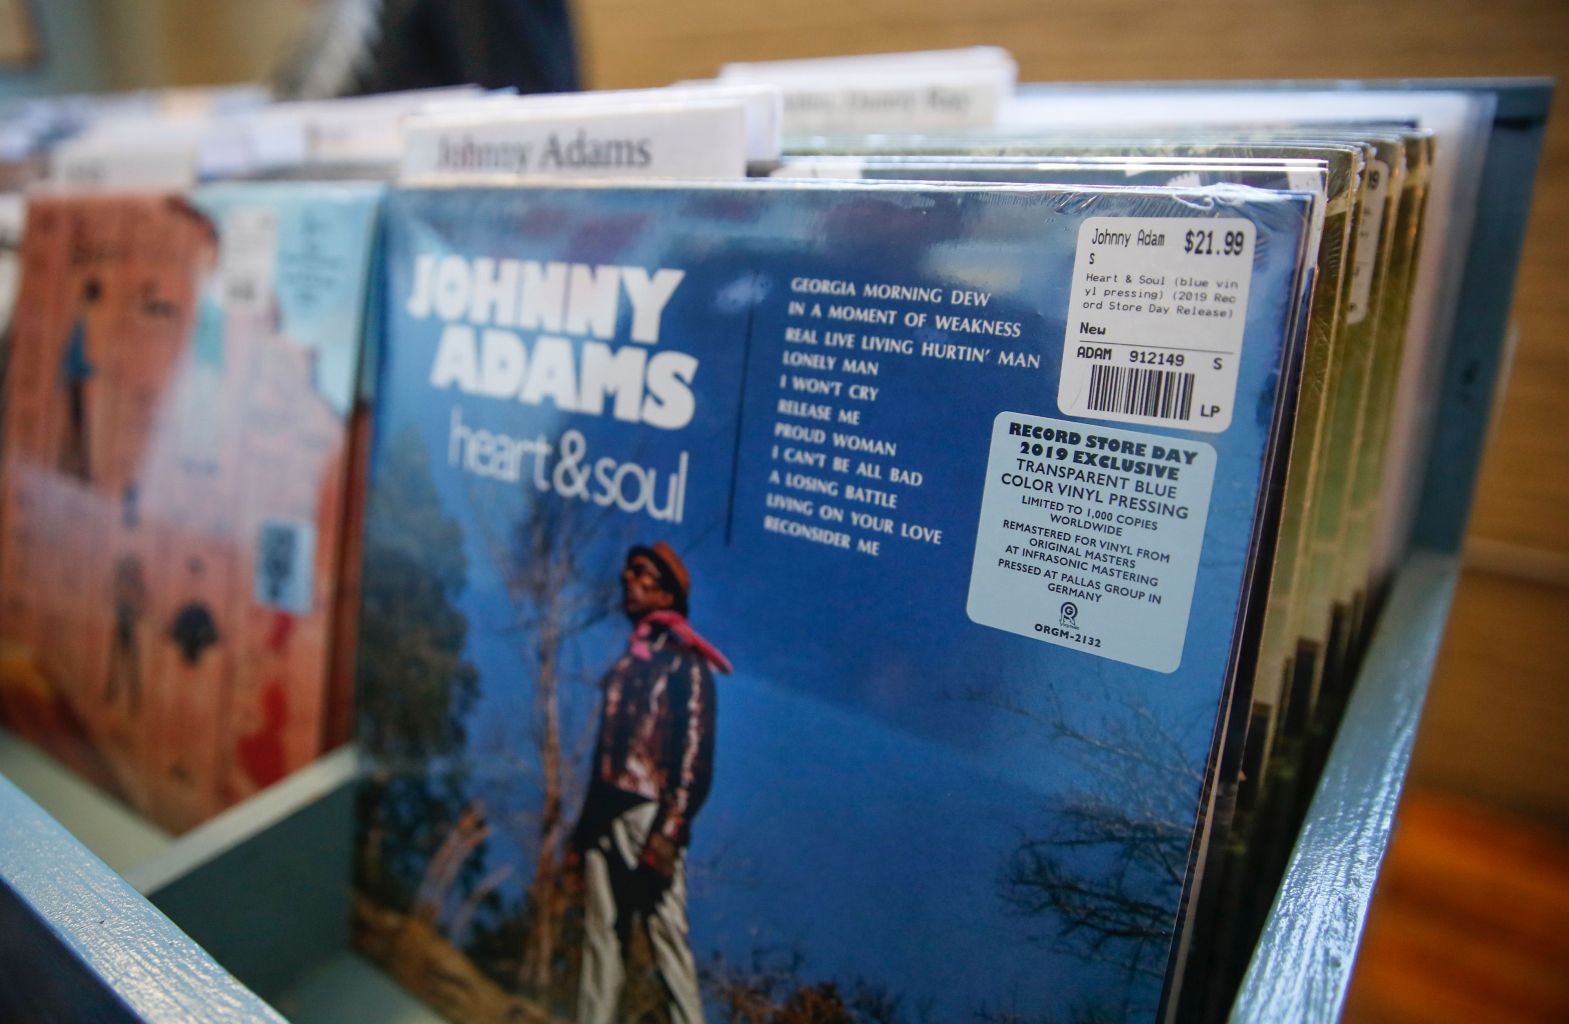 Johnny Adams
Danny Ray
JOHNNY
ADAMS
heart & soul
GEORGIA MORNING DEW
IN A MOMENT OF WEAKNESS
REAL LIVE LIVING HURTIN' MAN
LONELY MAN
I WON'T CRY
RELEASE ME
PROUD WOMAN
I CAN'T BE ALL BAD
A LOSING BATTLE
LIVING ON YOUR LOVE
RECONSIDER ME
Johnny Adam $21.99
s
Heart & Soul (blue vin
yl pressing) (2019 Rec
ord Store Day Release)
New
ADAM 912149 S
LP
RECORD STORE DAY
2019 EXCLUSIVE
TRANSPARENT BLUE
COLOR VINYL PRESSING
LIMITED TO 1,000 COPIES
WORLDWIDE
REMASTERED FOR VINYL FROM
ORIGINAL MASTERS
AT INFRASONIC MASTERING
PRESSED AT PALLAS GROUP IN
GERMANY
ORGM-2132